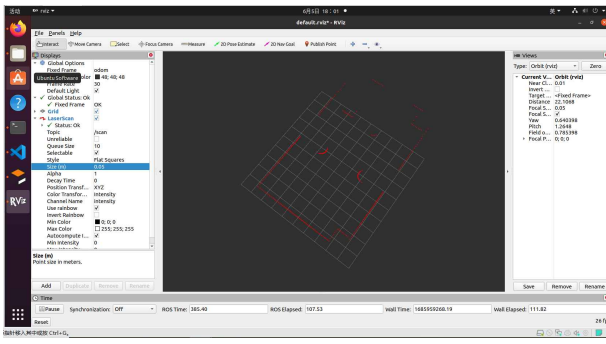 活动
rviz
6月5日 18:01
英
default.rviz* - RViz
File Panels Help
Interact Move Camera Select Focus Camera Measure 2D Pose Estimate 2D Nav Goal Publish Point
Displays
Global Options
Fixed Frame odom
48; 48; 48
Frame Rate 30
Default Light
Global Status: Ok
Fixed Frame OK
Grid
LaserScan
Status: Ok
Topic /scan
Unreliable
Queue Size 10
Selectable
Style Flat Squares
Size (m) 0.05
Alpha 1
Decay Time 0
Position Transf... XYZ
Color Transfor... Intensity
Channel Name intensity
Use rainbow
Invert Rainbow
Min Color 0; 0; 0
Max Color 255; 255; 255
Autocompute I...
Min Intensity 0
Ubuntu Software
RViz
Size (m)
Point size in meters.
Add Duplicate Remove Rename
Views
Type: Orbit (rviz) Zero
Current V... Orbit (rviz)
Near Cl... 0.01
Invert ...
Target ... <Fixed Frame>
Distance 22.1068
Focal S... 0.05
Focal S...
Yaw 0.640398
Pitch 1.2648
Field o... 0.785398
Focal P... 0; 0; 0
Save Remove Rename
Time
Pause Synchronization: Off ROS Time: 385.40 ROS Elapsed: 107.53 Wall Time: 1685959268.19 Wall Elapsed: 111.82
Reset
Ctrl+G。